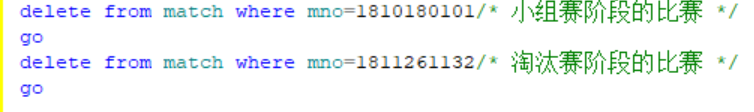 delete from match where mno=1810180101/* 小组赛阶段的比赛 */
go
delete from match where mno=1811261132/* 淘汰赛阶段的比赛 */
go